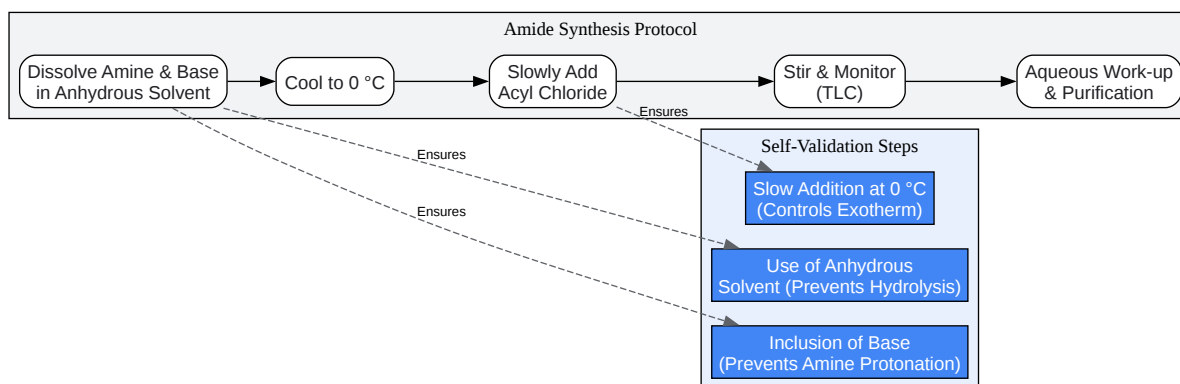 Amide Synthesis Protocol
Dissolve Amine & Base
in Anhydrous Solvent
Cool to 0 °C
Slowly Add
Acyl Chloride
Stir & Monitor
(TLC)
Aqueous Work-up
& Purification
Ensures
Ensures
Ensures
Self-Validation Steps
Slow Addition at 0 °C
(Controls Exotherm)
Use of Anhydrous
Solvent (Prevents Hydrolysis)
Inclusion of Base
(Prevents Amine Protonation)